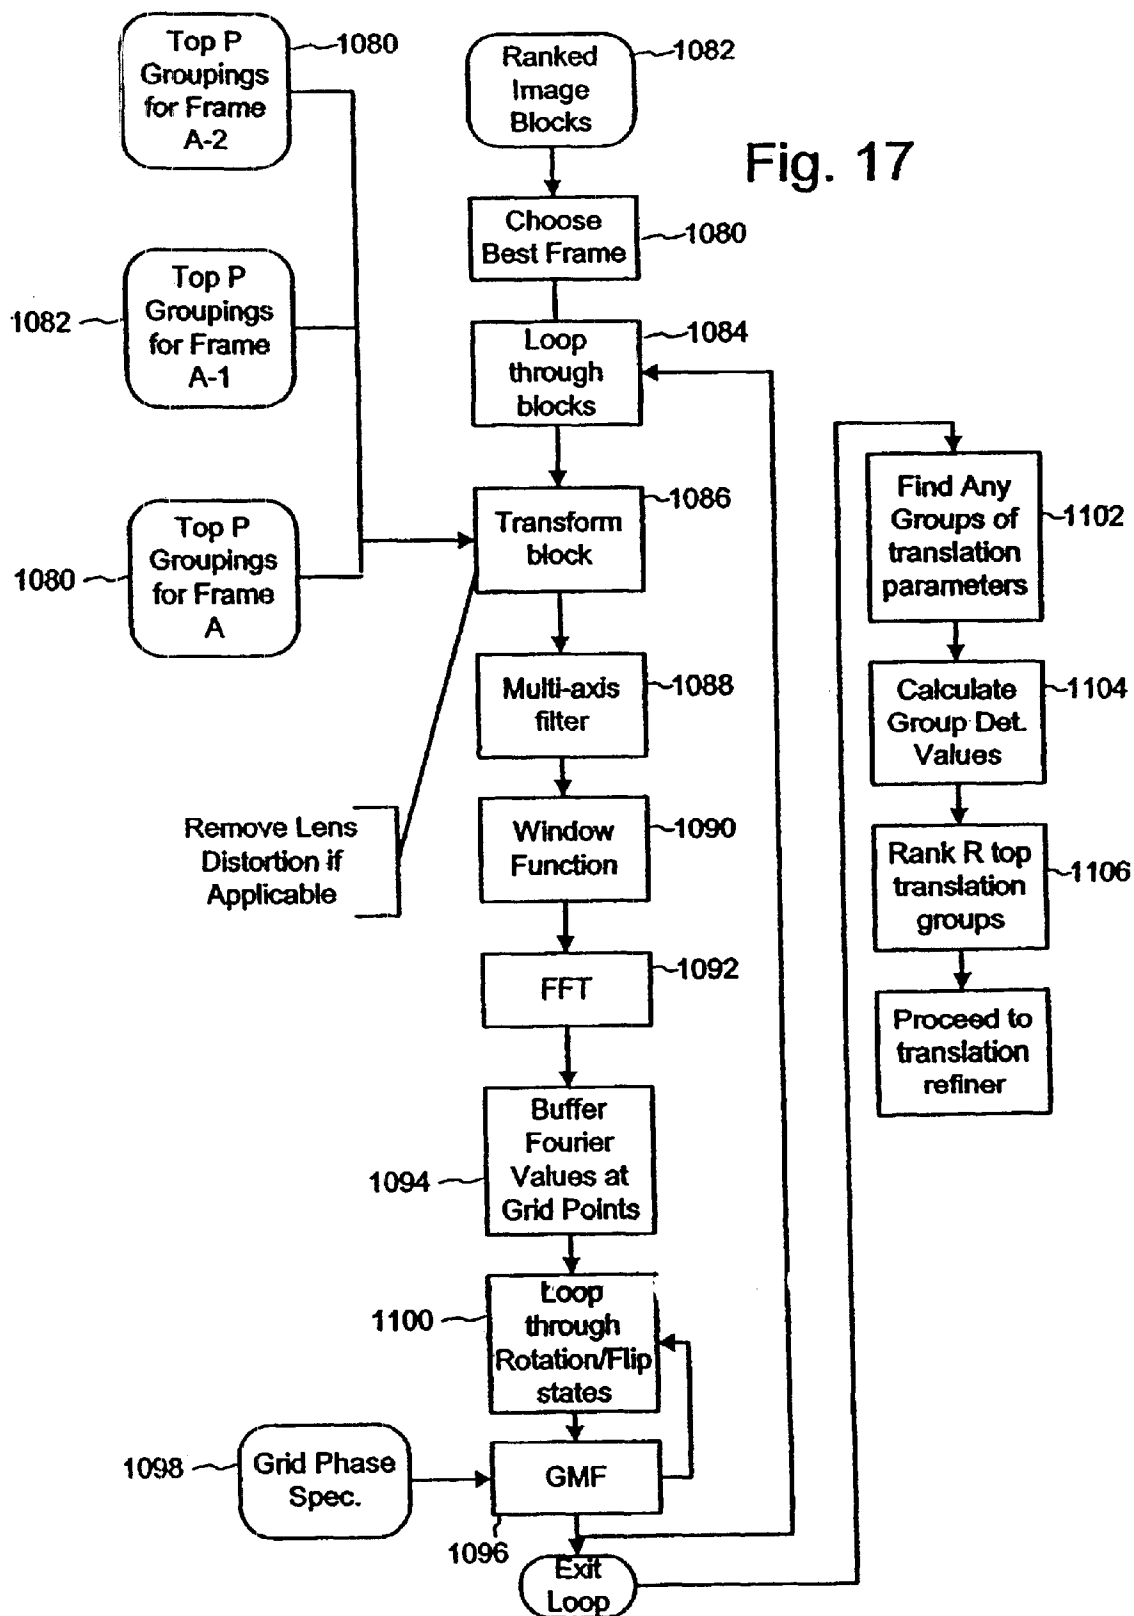 Top P
Groupings
for Frame
A-2
1080
Ranked
Image
Blocks
1082
Fig. 17
Choose
Best Frame
1080
Top P
Groupings
for Frame
A-1
1082
Loop
through
blocks
1084
Top P
Groupings
for Frame
A
1080
Transform
block
1086
Multi-axis
filter
1088
Remove Lens
Distortion if
Applicable
Window
Function
1090
FFT
1092
Buffer
Fourier
Values at
Grid Points
1094
Loop
through
Rotation/Flip
states
1100
Grid Phase
Spec.
1098
GMF
1096
Exit
Loop
Find Any
Groups of
translation
parameters
1102
Calculate
Group Det.
Values
1104
Rank R top
translation
groups
1106
Proceed to
translation
refiner